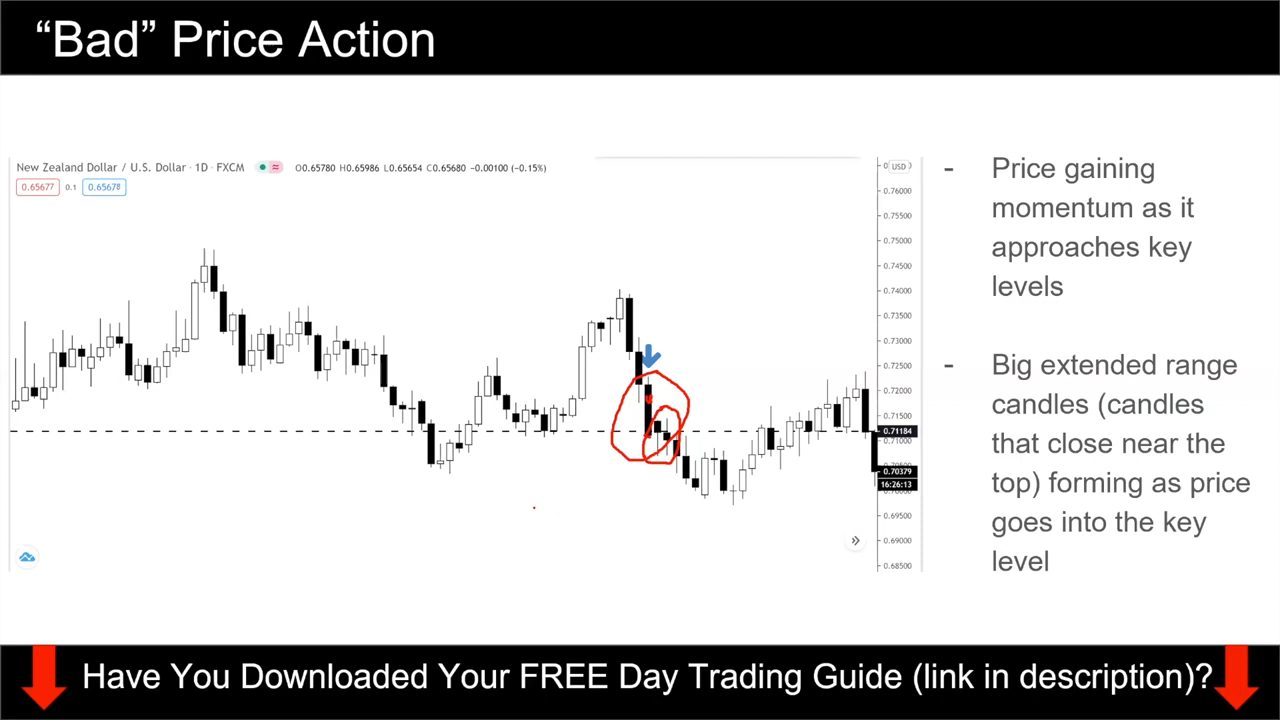 “Bad” Price Action
New Zealand Dollar / U.S. Dollar · 1D · FXCM
O0.65780 H0.65986 L0.65654 C0.65680 −0.00100 (−0.15%)
0.65677 0.1 0.65678
USD
0.76000
0.75500
0.75000
0.74500
0.74000
0.73500
0.73000
0.72500
0.72000
0.71500
0.71184
0.71000
0.70379
16:26:13
0.69500
0.69000
0.68500
- Price gaining
momentum as it
approaches key
levels
- Big extended range
candles (candles
that close near the
top) forming as price
goes into the key
level
Have You Downloaded Your FREE Day Trading Guide (link in description)?